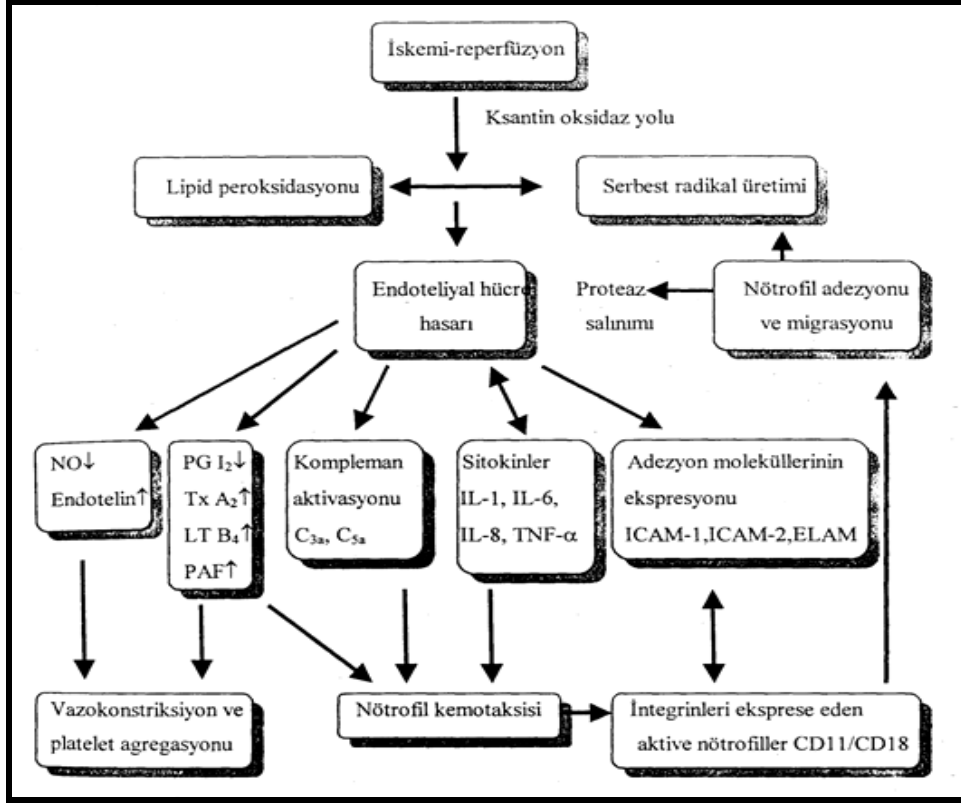 İskemi-reperfüzyon
Ksantin oksidaz yolu
Lipid peroksidasyonu
Serbest radikal üretimi
Endoteliyal hücre
hasarı
Proteaz
salınımı
Nötrofil adezyonu
ve migrasyonu
NO↓
Endotelin↑
PG I₂↓
Tx A₂↑
LT B₄↑
PAF↑
Kompleman
aktivasyonu
C₃ₐ, C₅ₐ
Sitokinler
IL-1, IL-6,
IL-8, TNF-α
Adezyon moleküllerinin
ekspresyonu
ICAM-1,ICAM-2,ELAM
Vazokonstriksiyon ve
platelet agregasyonu
Nötrofil kemotaksisi
İntegrinleri eksprese eden
aktive nötrofiller CD11/CD18